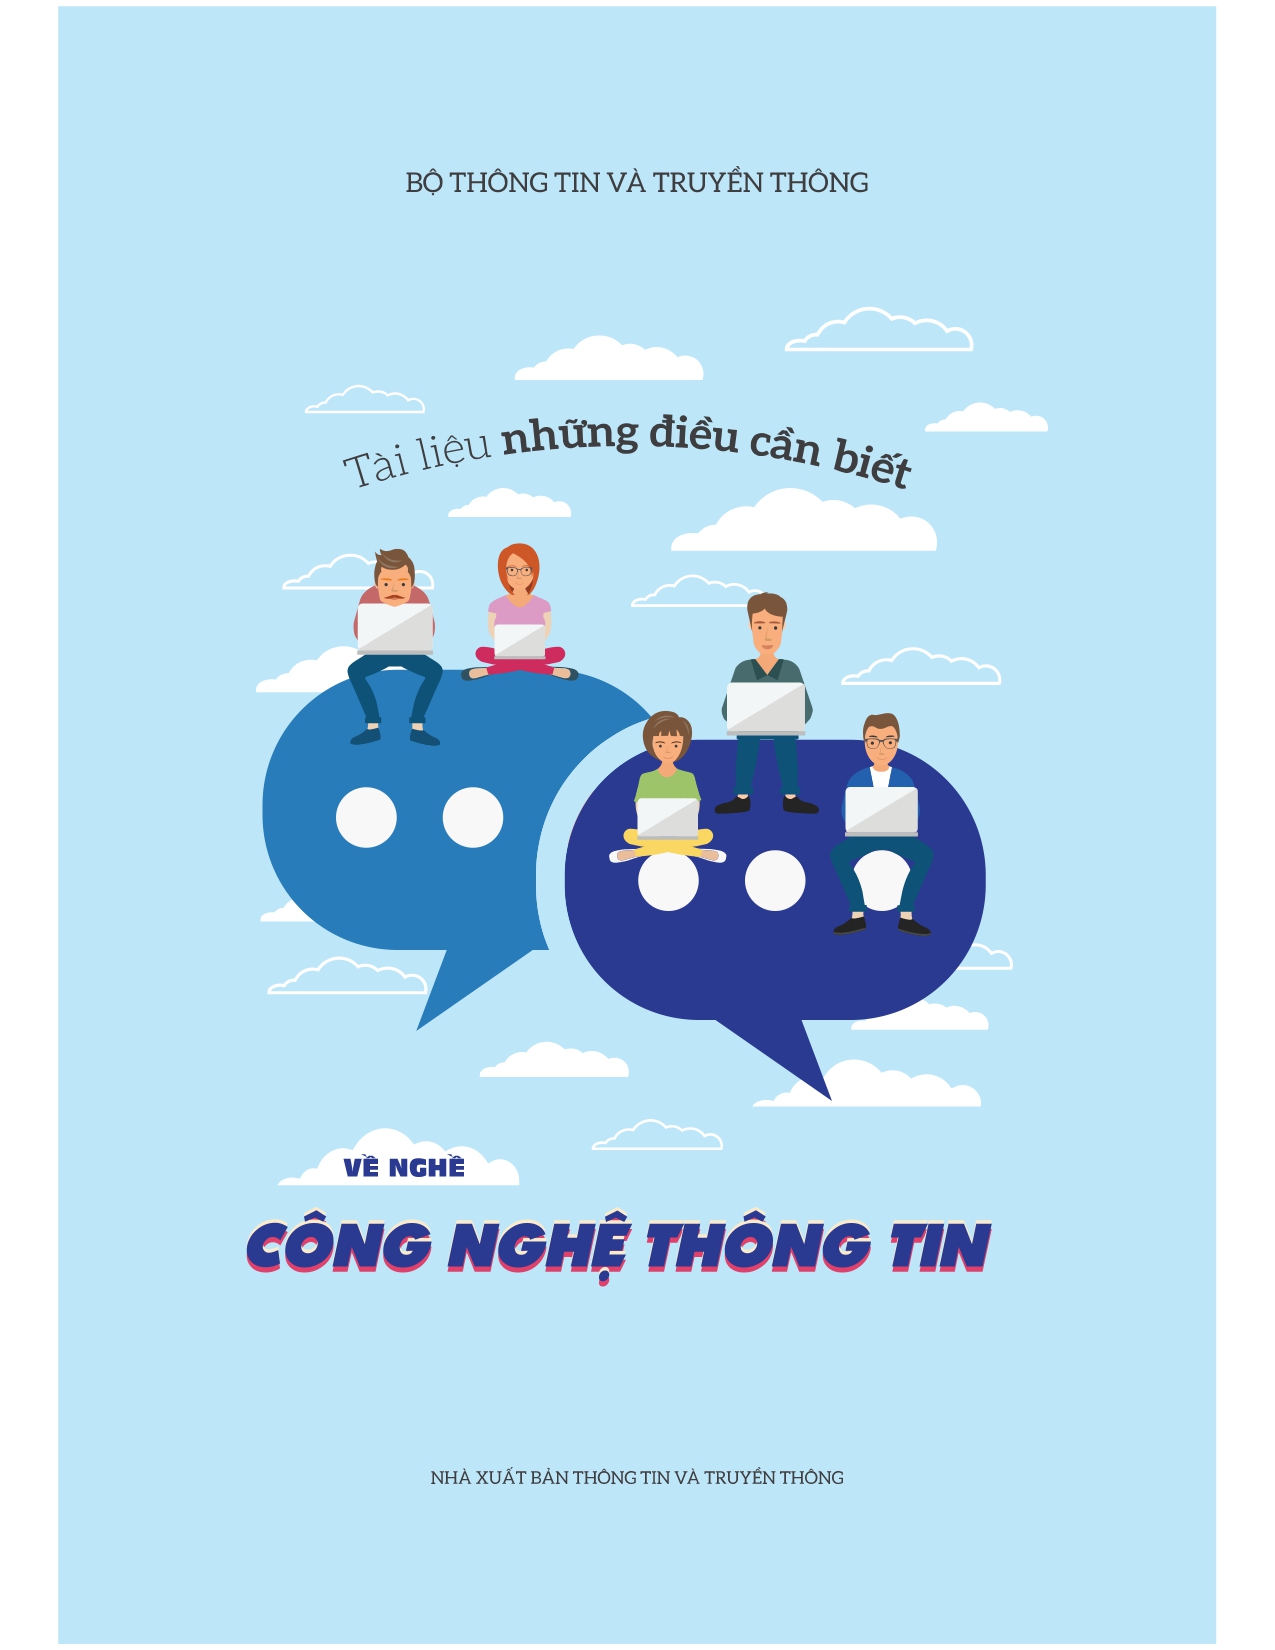 BỘ THÔNG TIN VÀ TRUYỀN THÔNG
Tài liệu những điều cần biết
VỀ NGHỀ
CÔNG NGHỆ THÔNG TIN
NHÀ XUẤT BẢN THÔNG TIN VÀ TRUYỀN THÔNG